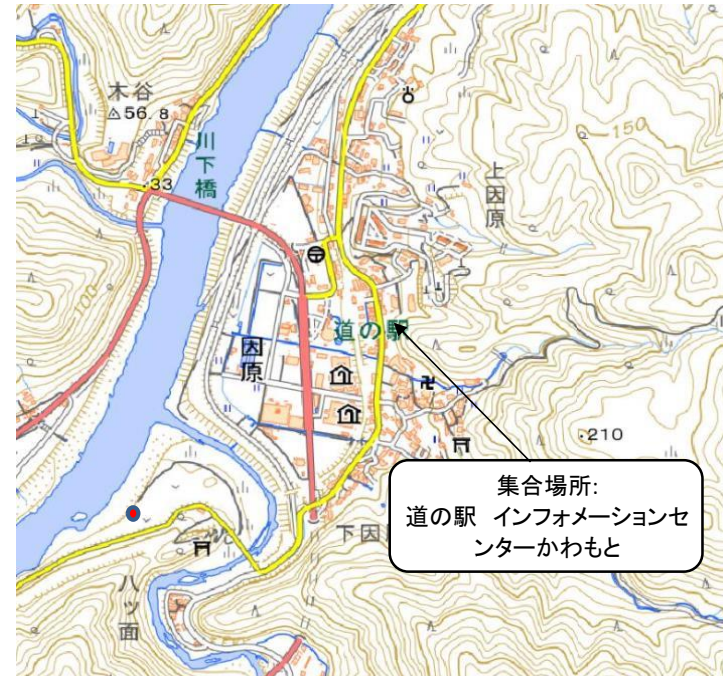 木谷
56.8
川下橋
33
150
上因原
100
道の駅
因原
210
集合場所:
道の駅 インフォメーションセ
ンターかわもと
下因
八ッ面